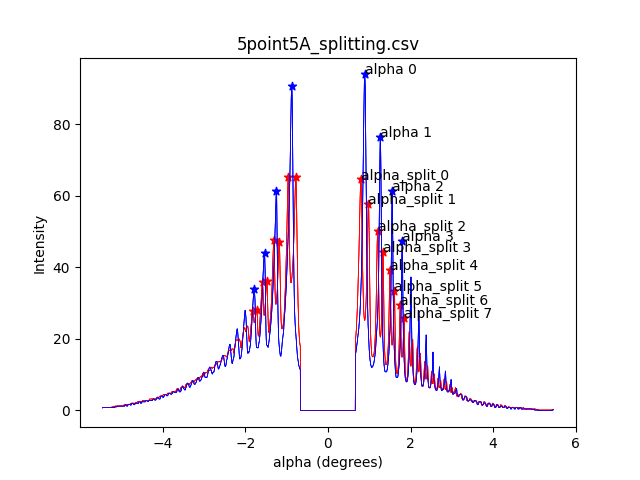 5point5A_splitting.csv
alpha 0
alpha 1
alpha_split 0
alpha 2
alpha_split 1
alpha_split 2
alpha 3
alpha_split 3
alpha_split 4
alpha_split 5
alpha_split 6
alpha_split 7
80
60
40
20
0
Intensity
−4 −2 0 2 4 6
alpha (degrees)